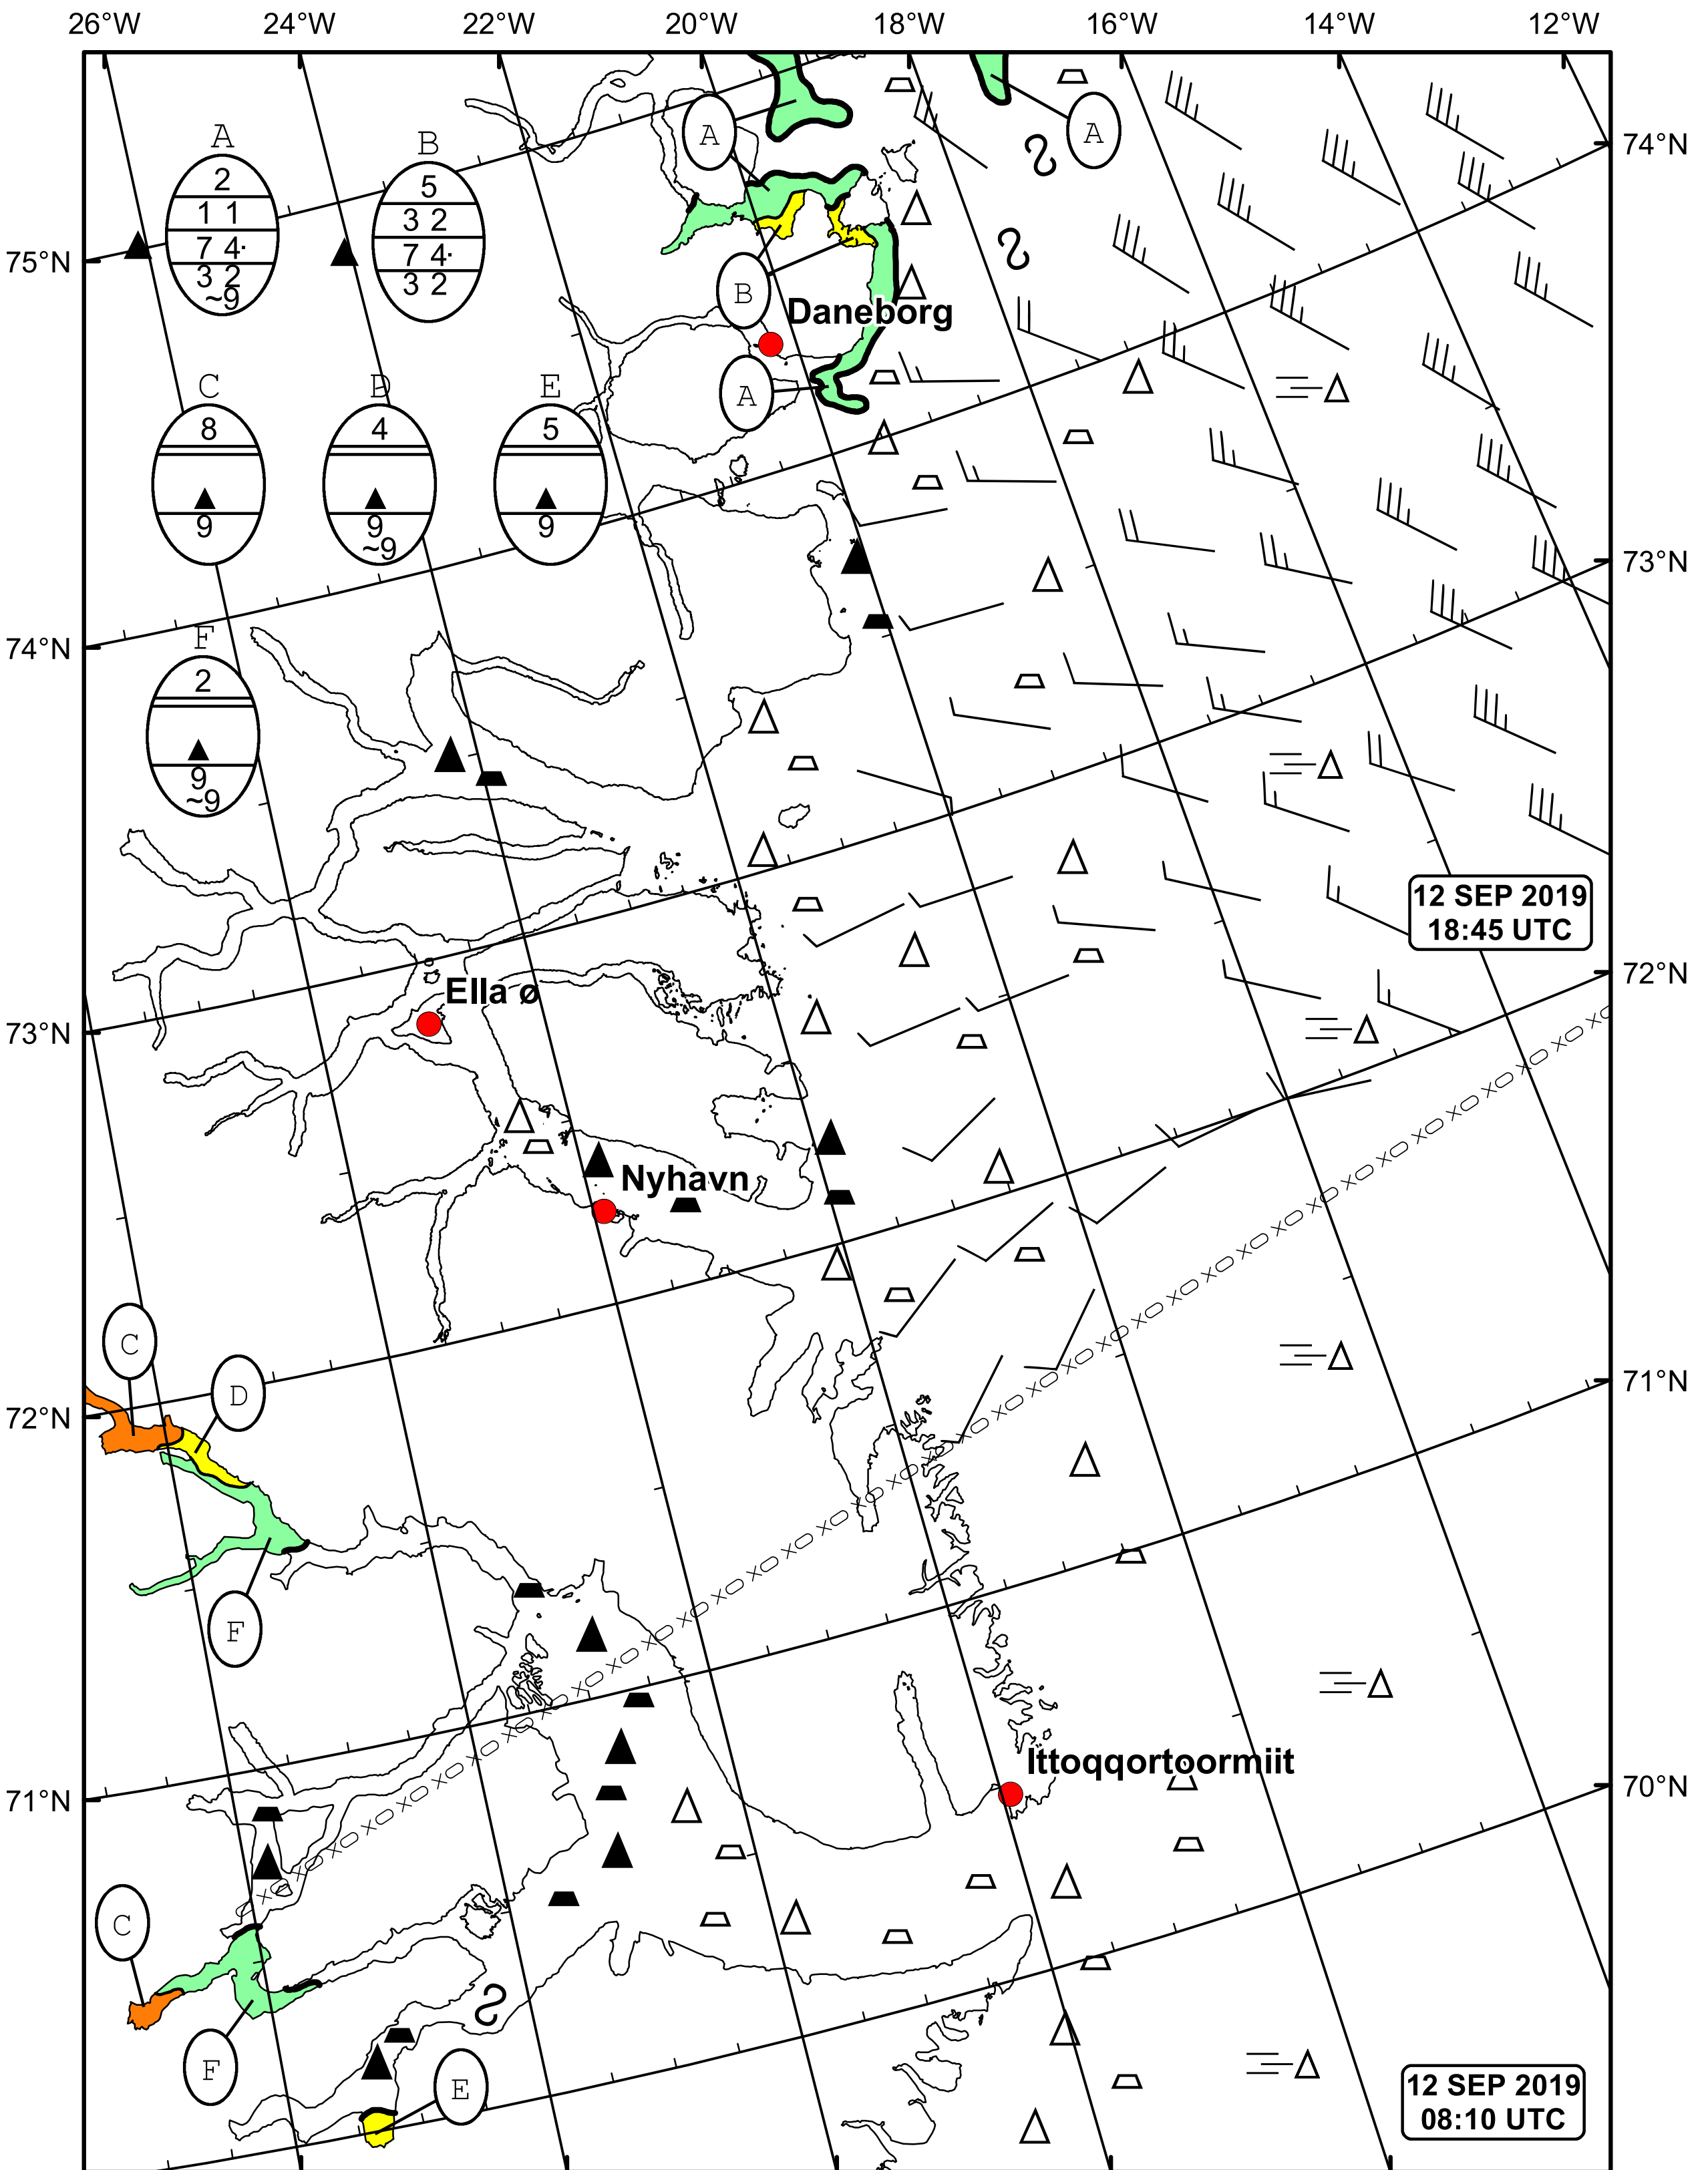 26°W 24°W 22°W 20°W 18°W 16°W 14°W 12°W
74°N
75°N
A
2
1 1
7 4·
3 2
~9
B
5
3 2
7 4·
3 2
A
A
B
Daneborg
A
C
8
9
D
4
9
~9
E
5
9
73°N
74°N
F
2
9
~9
12 SEP 2019
18:45 UTC
72°N
Ella ø
73°N
Nyhavn
C
D
71°N
72°N
F
Ittoqqortoormiit
71°N
70°N
C
F
E
12 SEP 2019
08:10 UTC